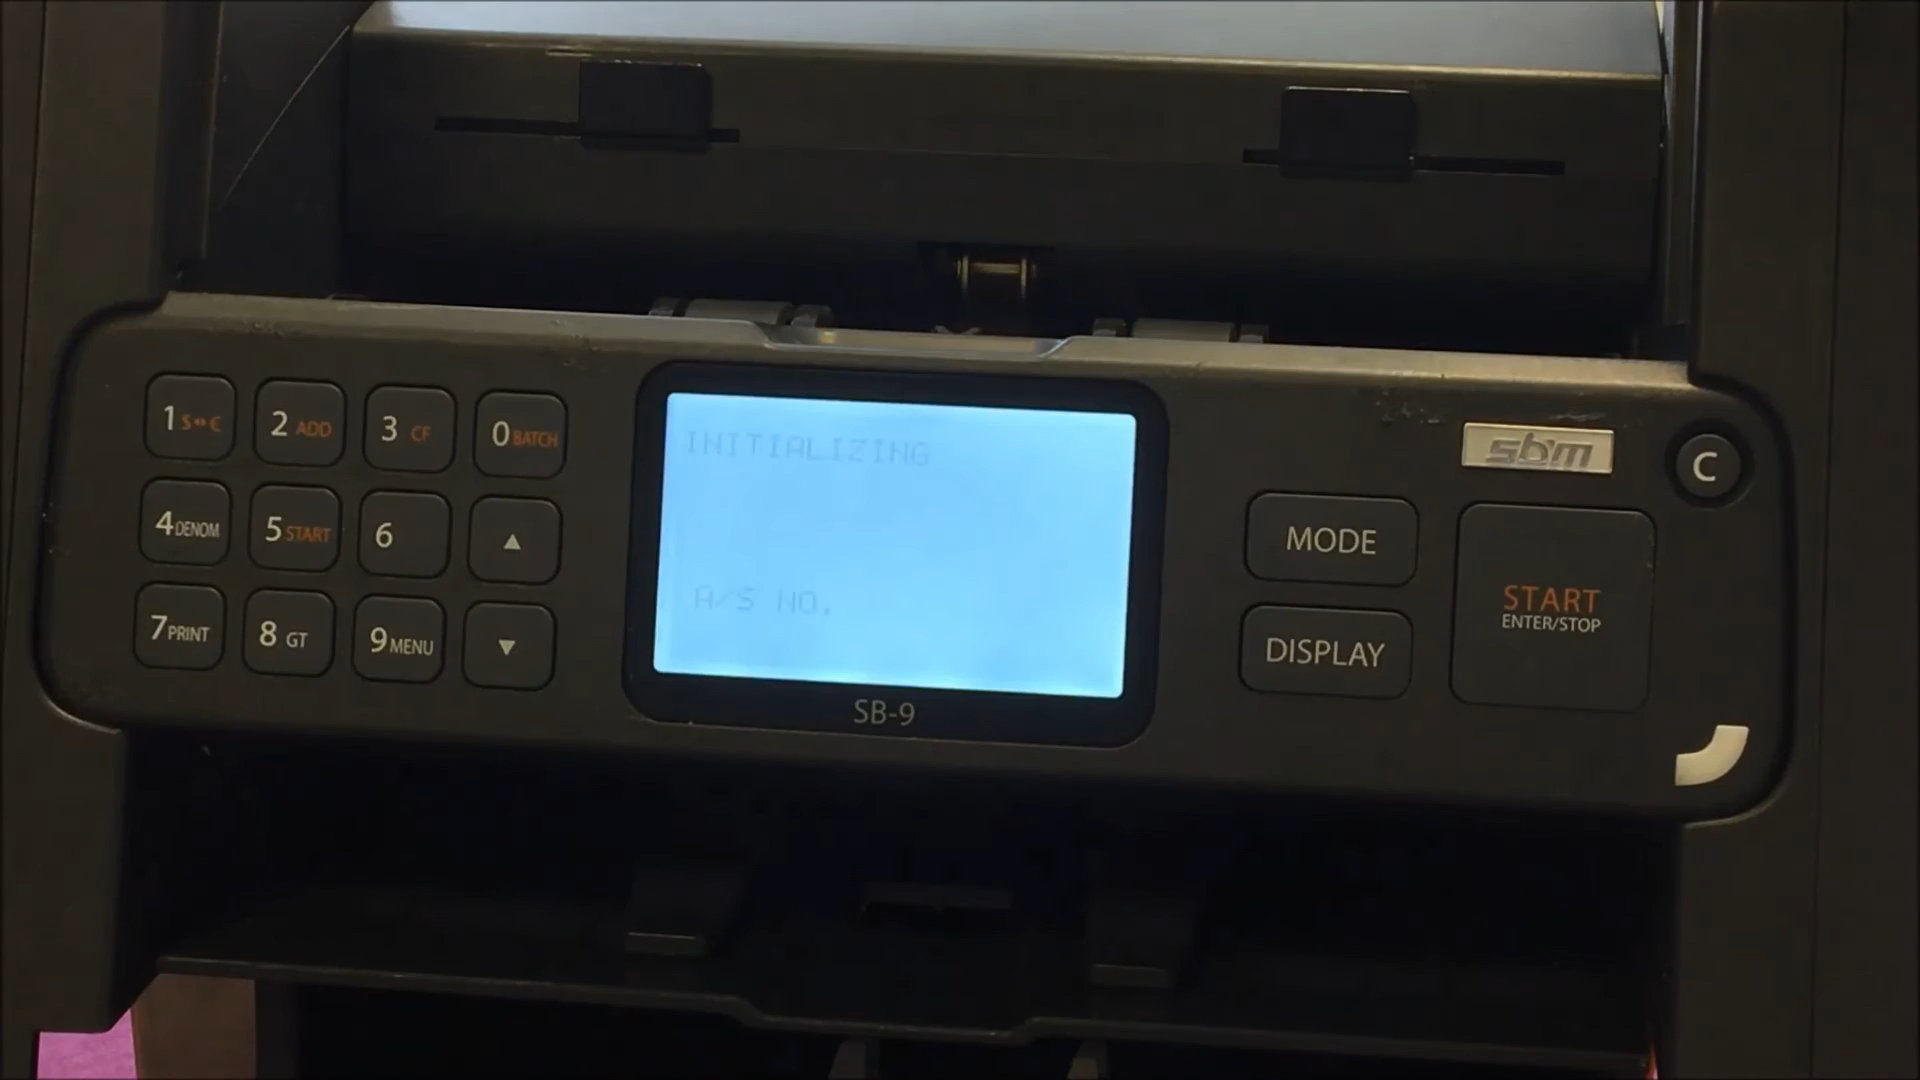 1 S⇔C 2 ADD 3 CF 0 BATCH
4 DENOM 5 START 6 ▲
7 PRINT 8 GT 9 MENU ▼
INITIALIZING
A/S NO.
SB-9
sbm
C
MODE
DISPLAY
START
ENTER/STOP